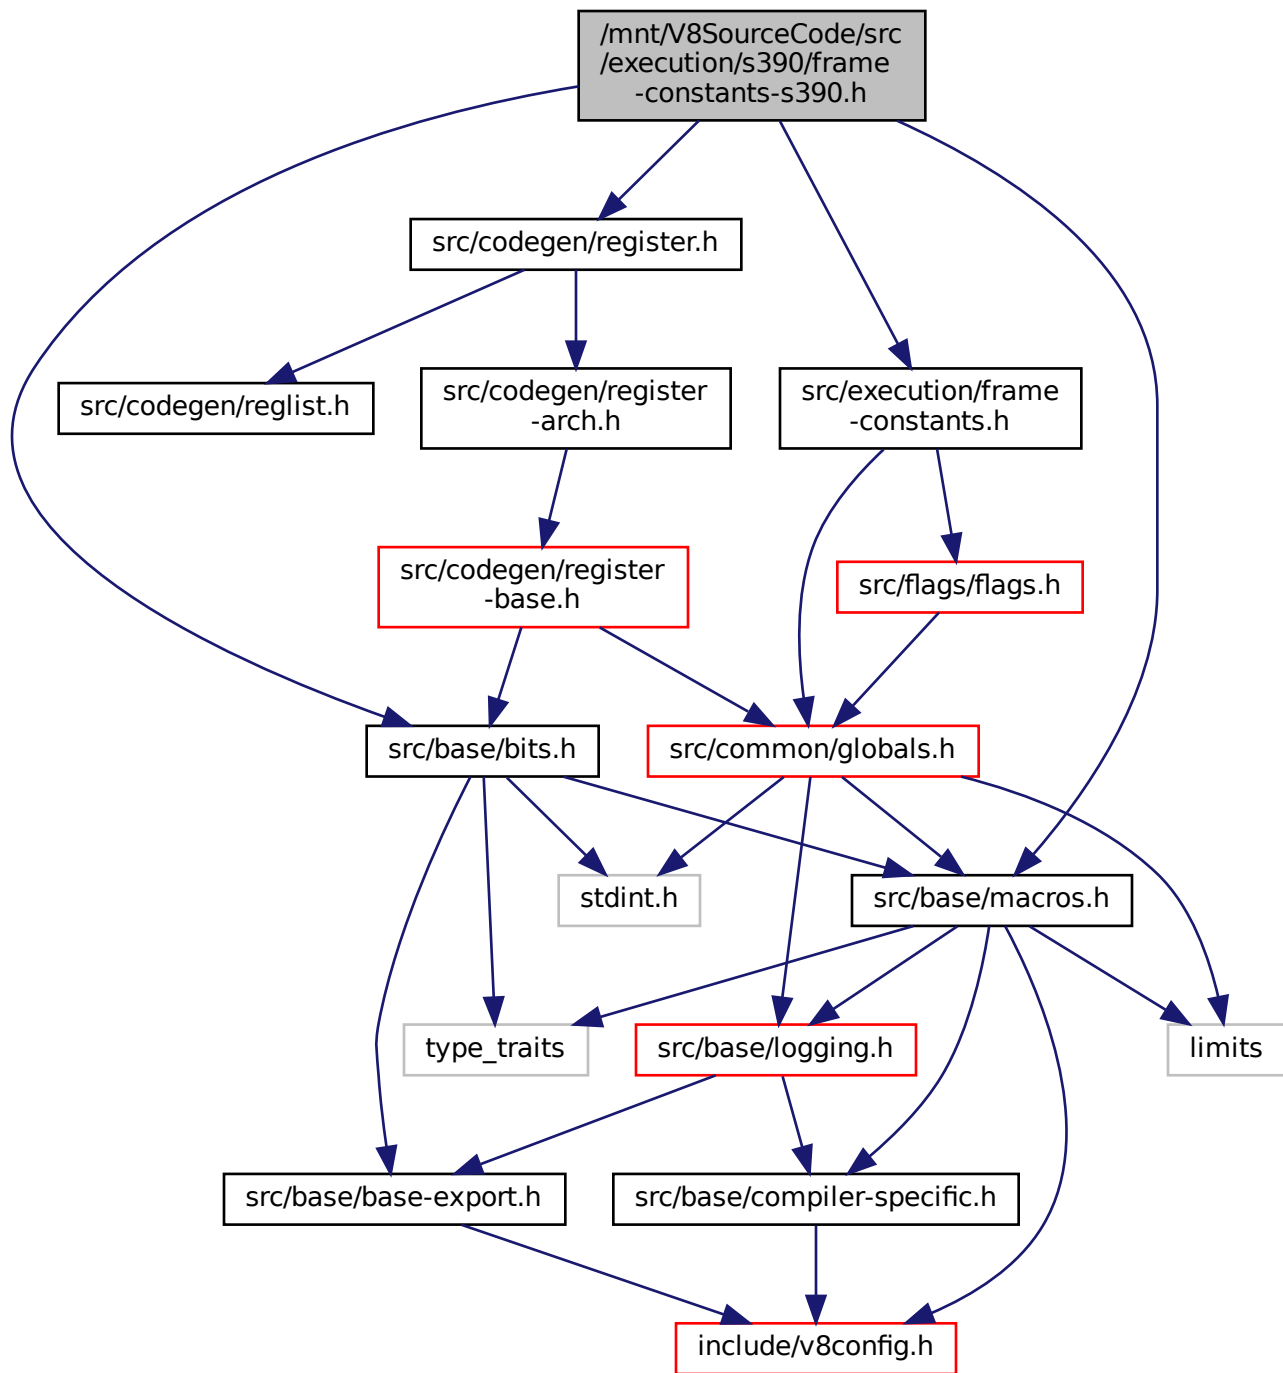 /mnt/V8SourceCode/src
/execution/s390/frame
-constants-s390.h
src/codegen/register.h
src/codegen/reglist.h
src/codegen/register
-arch.h
src/execution/frame
-constants.h
src/codegen/register
-base.h
src/flags/flags.h
src/base/bits.h
src/common/globals.h
stdint.h
src/base/macros.h
type_traits
src/base/logging.h
limits
src/base/base-export.h
src/base/compiler-specific.h
include/v8config.h